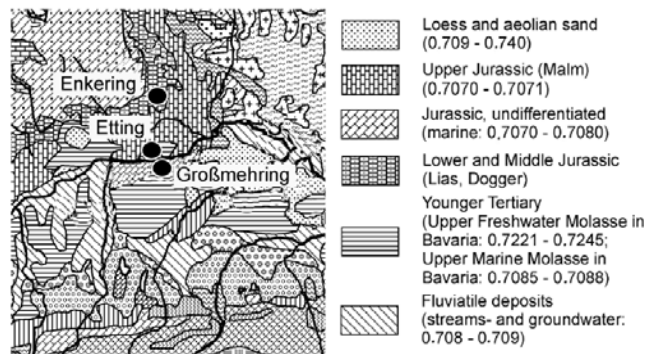 Enkering
Etting
Großmehring
Loess and aeolian sand
(0.709 - 0.740)
Upper Jurassic (Malm)
(0.7070 - 0.7071)
Jurassic, undifferentiated
(marine: 0.7070 - 0.7080)
Lower and Middle Jurassic
(Lias, Dogger)
Younger Tertiary
(Upper Freshwater Molasse in
Bavaria: 0.7221 - 0.7245;
Upper Marine Molasse in
Bavaria: 0.7085 - 0.7088)
Fluviatile deposits
(streams- and groundwater:
0.708 - 0.709)